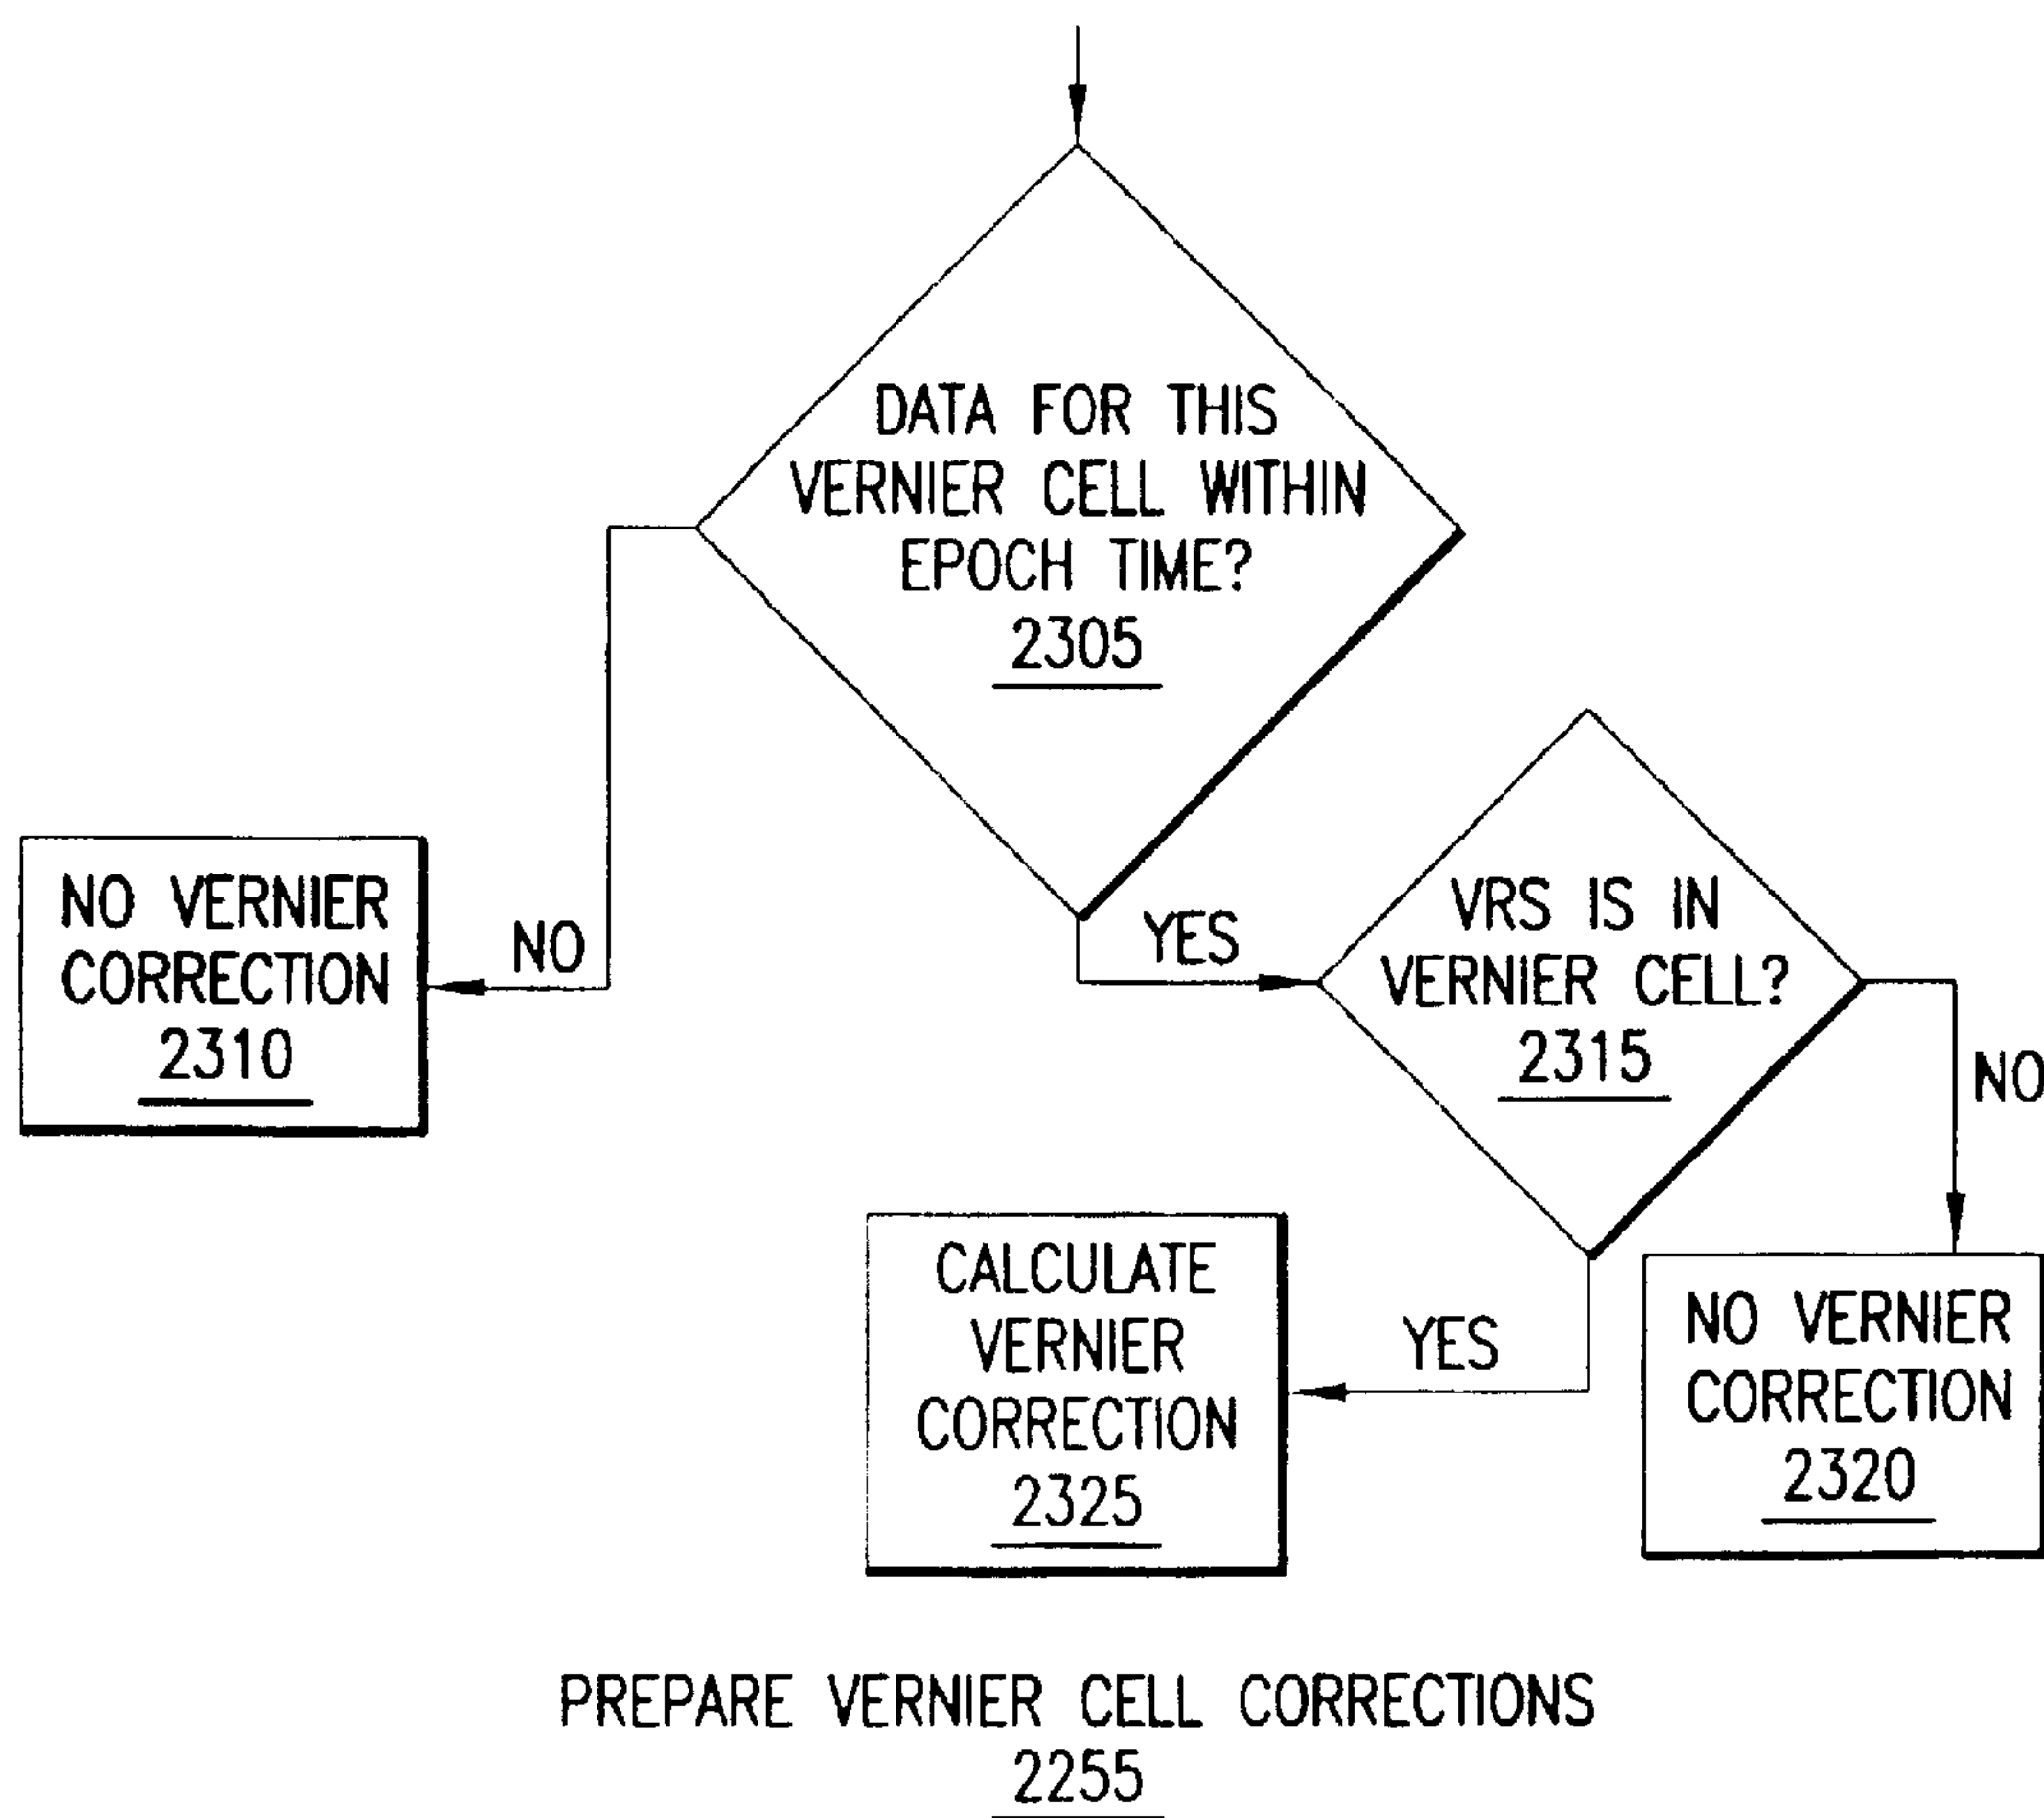 DATA FOR THIS
VERNIER CELL WITHIN
EPOCH TIME?
2305
NO VERNIER
CORRECTION
2310
NO
YES
VRS IS IN
VERNIER CELL?
2315
NO
CALCULATE
VERNIER
CORRECTION
2325
YES
NO VERNIER
CORRECTION
2320
PREPARE VERNIER CELL CORRECTIONS
2255